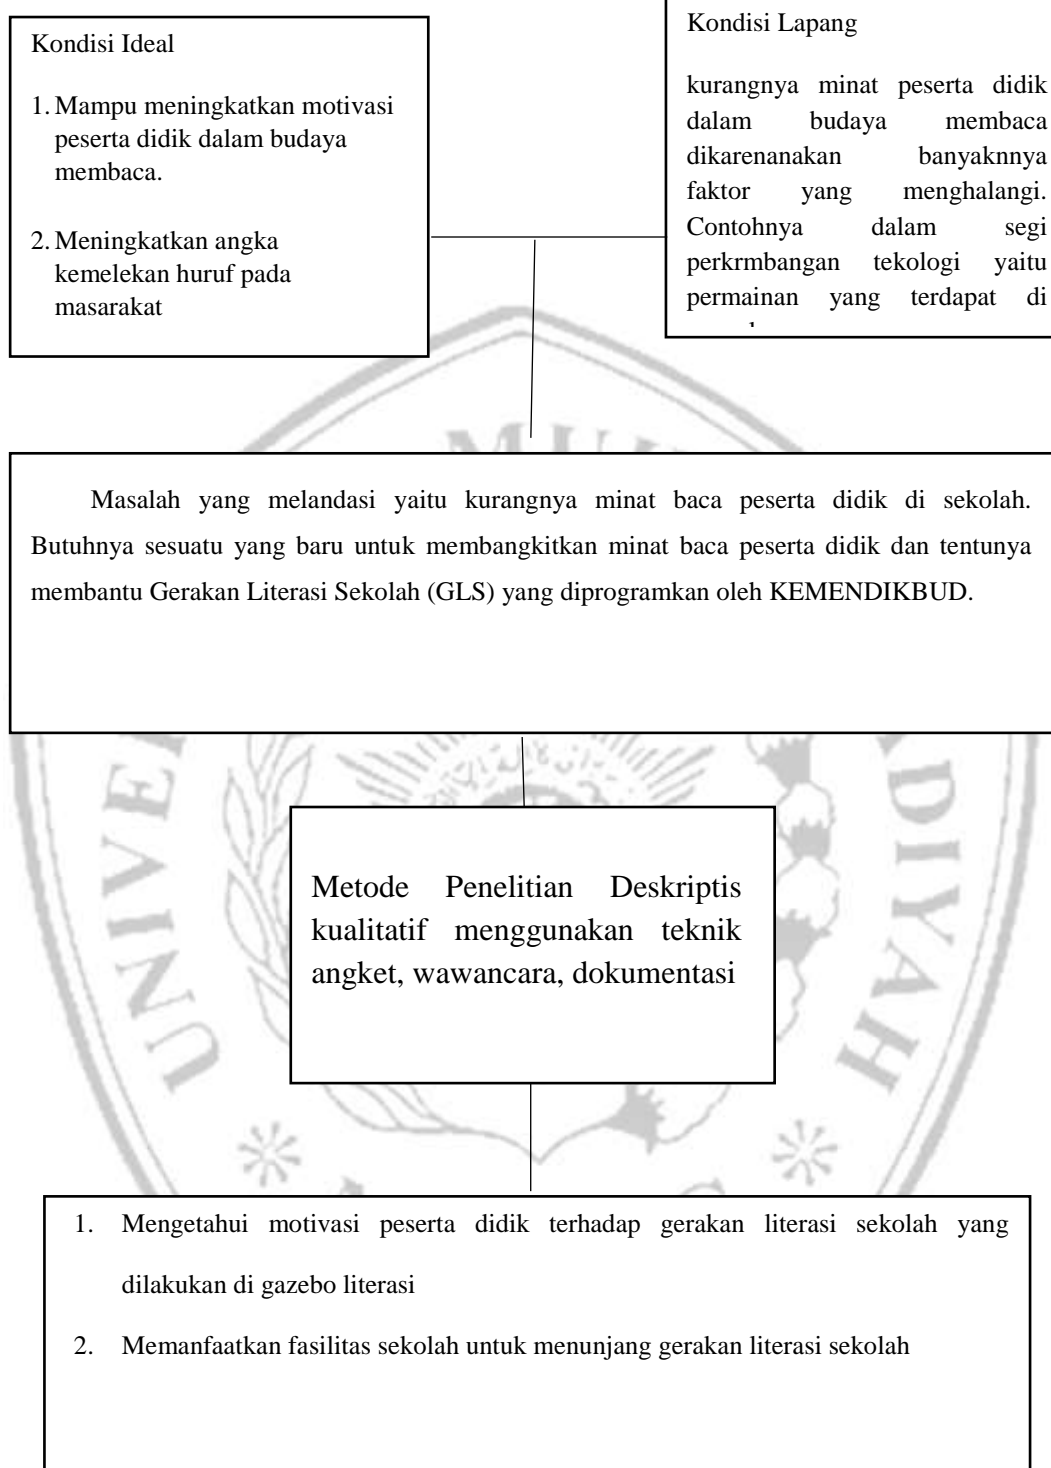 Kondisi Ideal
1. Mampu meningkatkan motivasi
peserta didik dalam budaya
membaca.
2. Meningkatkan angka
kemelekan huruf pada
masarakat
Kondisi Lapang
kurangnya minat peserta didik
dalam budaya membaca
dikarenanakan banyaknnya
faktor yang menghalangi.
Contohnya dalam segi
perkrmbangan tekologi yaitu
permainan yang terdapat di
Masalah yang melandasi yaitu kurangnya minat baca peserta didik di sekolah.
Butuhnya sesuatu yang baru untuk membangkitkan minat baca peserta didik dan tentunya
membantu Gerakan Literasi Sekolah (GLS) yang diprogramkan oleh KEMENDIKBUD.
Metode Penelitian Deskriptis
kualitatif menggunakan teknik
angket, wawancara, dokumentasi
1. Mengetahui motivasi peserta didik terhadap gerakan literasi sekolah yang
dilakukan di gazebo literasi
2. Memanfaatkan fasilitas sekolah untuk menunjang gerakan literasi sekolah